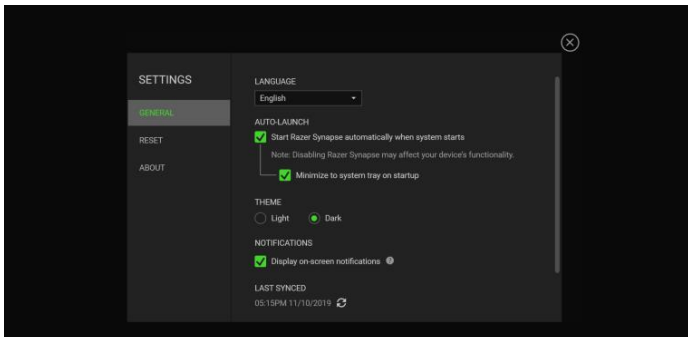 SETTINGS
GENERAL
RESET
ABOUT
LANGUAGE
English
AUTO-LAUNCH
Start Razer Synapse automatically when system starts
Note: Disabling Razer Synapse may affect your device's functionality.
Minimize to system tray on startup
THEME
Light Dark
NOTIFICATIONS
Display on-screen notifications ?
LAST SYNCED
05:15PM 11/10/2019